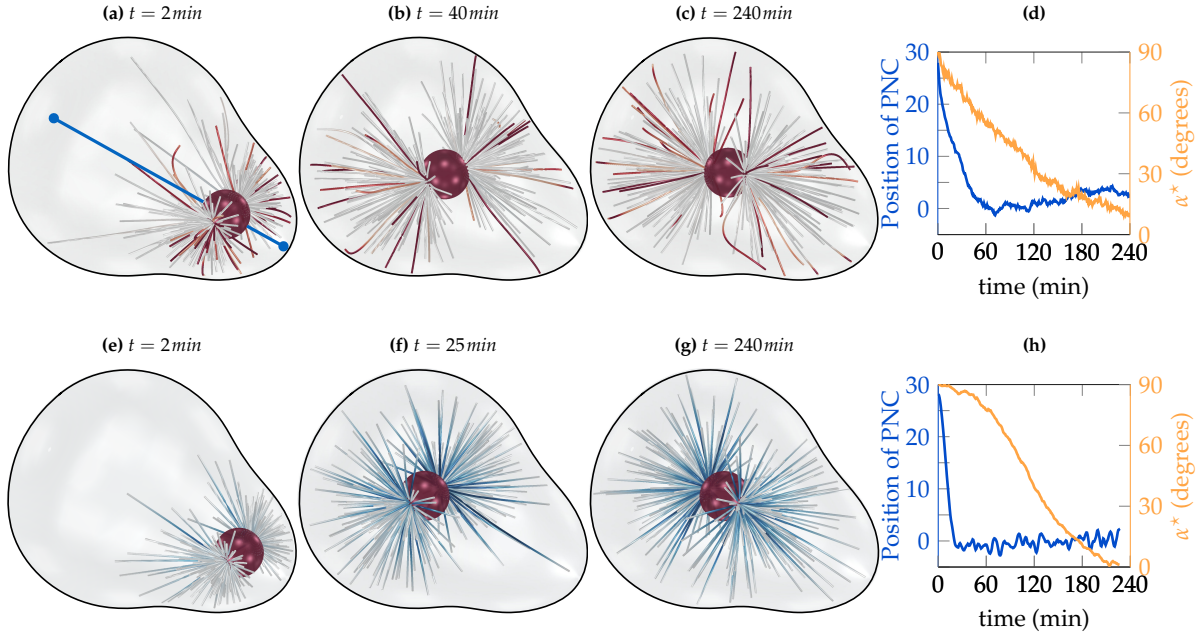 (a) t = 2min
(b) t = 40min
(c) t = 240min
(d)
30
20
10
0
Position of PNC
90
60
30
0
α* (degrees)
0 60 120 180 240
time (min)
(e) t = 2min
(f) t = 25min
(g) t = 240min
(h)
30
20
10
0
Position of PNC
90
60
30
0
α* (degrees)
0 60 120 180 240
time (min)